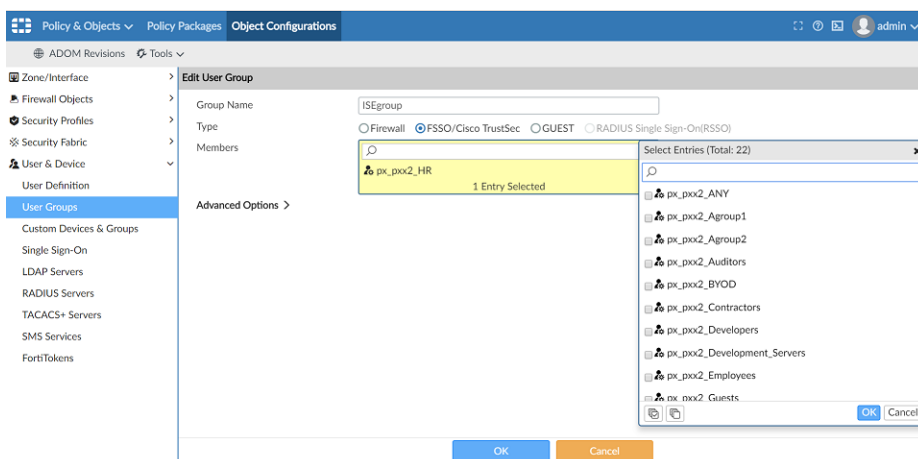 Policy & Objects Policy Packages Object Configurations admin
ADOM Revisions Tools
Zone/Interface
Firewall Objects
Security Profiles
Security Fabric
User & Device
User Definition
User Groups
Custom Devices & Groups
Single Sign-On
LDAP Servers
RADIUS Servers
TACACS+ Servers
SMS Services
FortiTokens
Edit User Group
Group Name ISEgroup
Type Firewall FSSO/Cisco TrustSec GUEST RADIUS Single Sign-On(RSSO)
Members
px_pxx2_HR
1 Entry Selected
Advanced Options >
Select Entries (Total: 22)
px_pxx2_ANY
px_pxx2_Agroup1
px_pxx2_Agroup2
px_pxx2_Auditors
px_pxx2_BYOD
px_pxx2_Contractors
px_pxx2_Developers
px_pxx2_Development_Servers
px_pxx2_Employees
px_pxx2_Guests
OK Cancel
OK Cancel